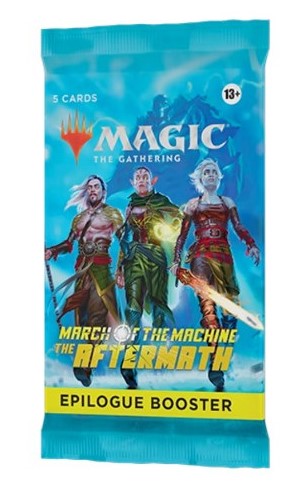 5 CARDS
13+
MAGIC
THE GATHERING
MARCH OF THE MACHINE
THE AFTERMATH
EPILOGUE BOOSTER